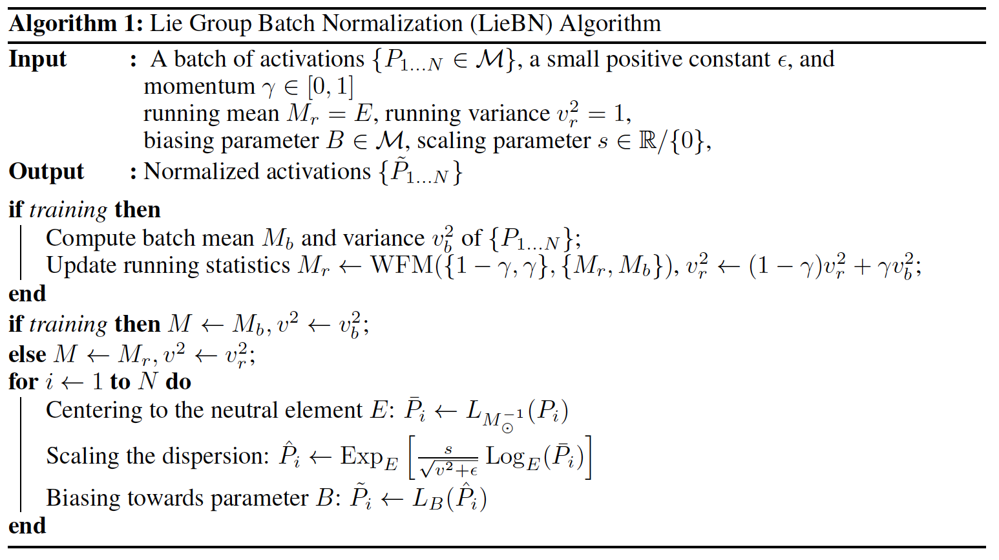 Algorithm 1: Lie Group Batch Normalization (LieBN) Algorithm
Input : A batch of activations $\{P_{1 \ldots N} \in \mathcal{M}\}$, a small positive constant $\epsilon$, and
momentum $\gamma \in [0, 1]$
running mean $M_r = E$, running variance $v_r^2 = 1$,
biasing parameter $B \in \mathcal{M}$, scaling parameter $s \in \mathbb{R}/\{0\}$,
Output : Normalized activations $\{\tilde{P}_{1 \ldots N}\}$
if training then
Compute batch mean $M_b$ and variance $v_b^2$ of $\{P_{1 \ldots N}\}$;
Update running statistics $M_r \leftarrow \mathrm{WFM}(\{1 - \gamma, \gamma\}, \{M_r, M_b\})$, $v_r^2 \leftarrow (1 - \gamma)v_r^2 + \gamma v_b^2$;
end
if training then $M \leftarrow M_b, v^2 \leftarrow v_b^2$;
else $M \leftarrow M_r, v^2 \leftarrow v_r^2$;
for $i \leftarrow 1$ to $N$ do
Centering to the neutral element $E$: $\bar{P}_i \leftarrow L_{M_\odot^{-1}}(P_i)$
Scaling the dispersion: $\hat{P}_i \leftarrow \mathrm{Exp}_E \left[ \frac{s}{\sqrt{v^2 + \epsilon}} \mathrm{Log}_E(\bar{P}_i) \right]$
Biasing towards parameter $B$: $\tilde{P}_i \leftarrow L_B(\hat{P}_i)$
end